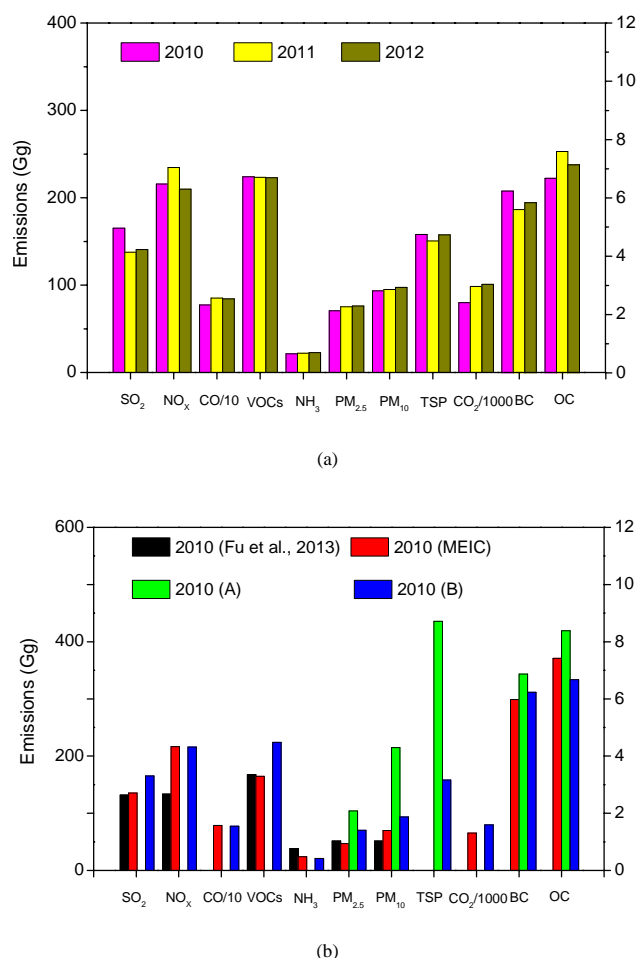 400
12
2010 2011 2012
10
300
8
Emissions (Gg)
200
6
4
100
2
0
0
SO₂ NOₓ CO/10 VOCs NH₃ PM₂.₅ PM₁₀ TSP CO₂/1000 BC OC
(a)
600
12
2010 (Fu et al., 2013) 2010 (MEIC)
10
2010 (A) 2010 (B)
400
8
Emissions (Gg)
6
200
4
2
0
0
SO₂ NOₓ CO/10 VOCs NH₃ PM₂.₅ PM₁₀ TSP CO₂/1000 BC OC
(b)